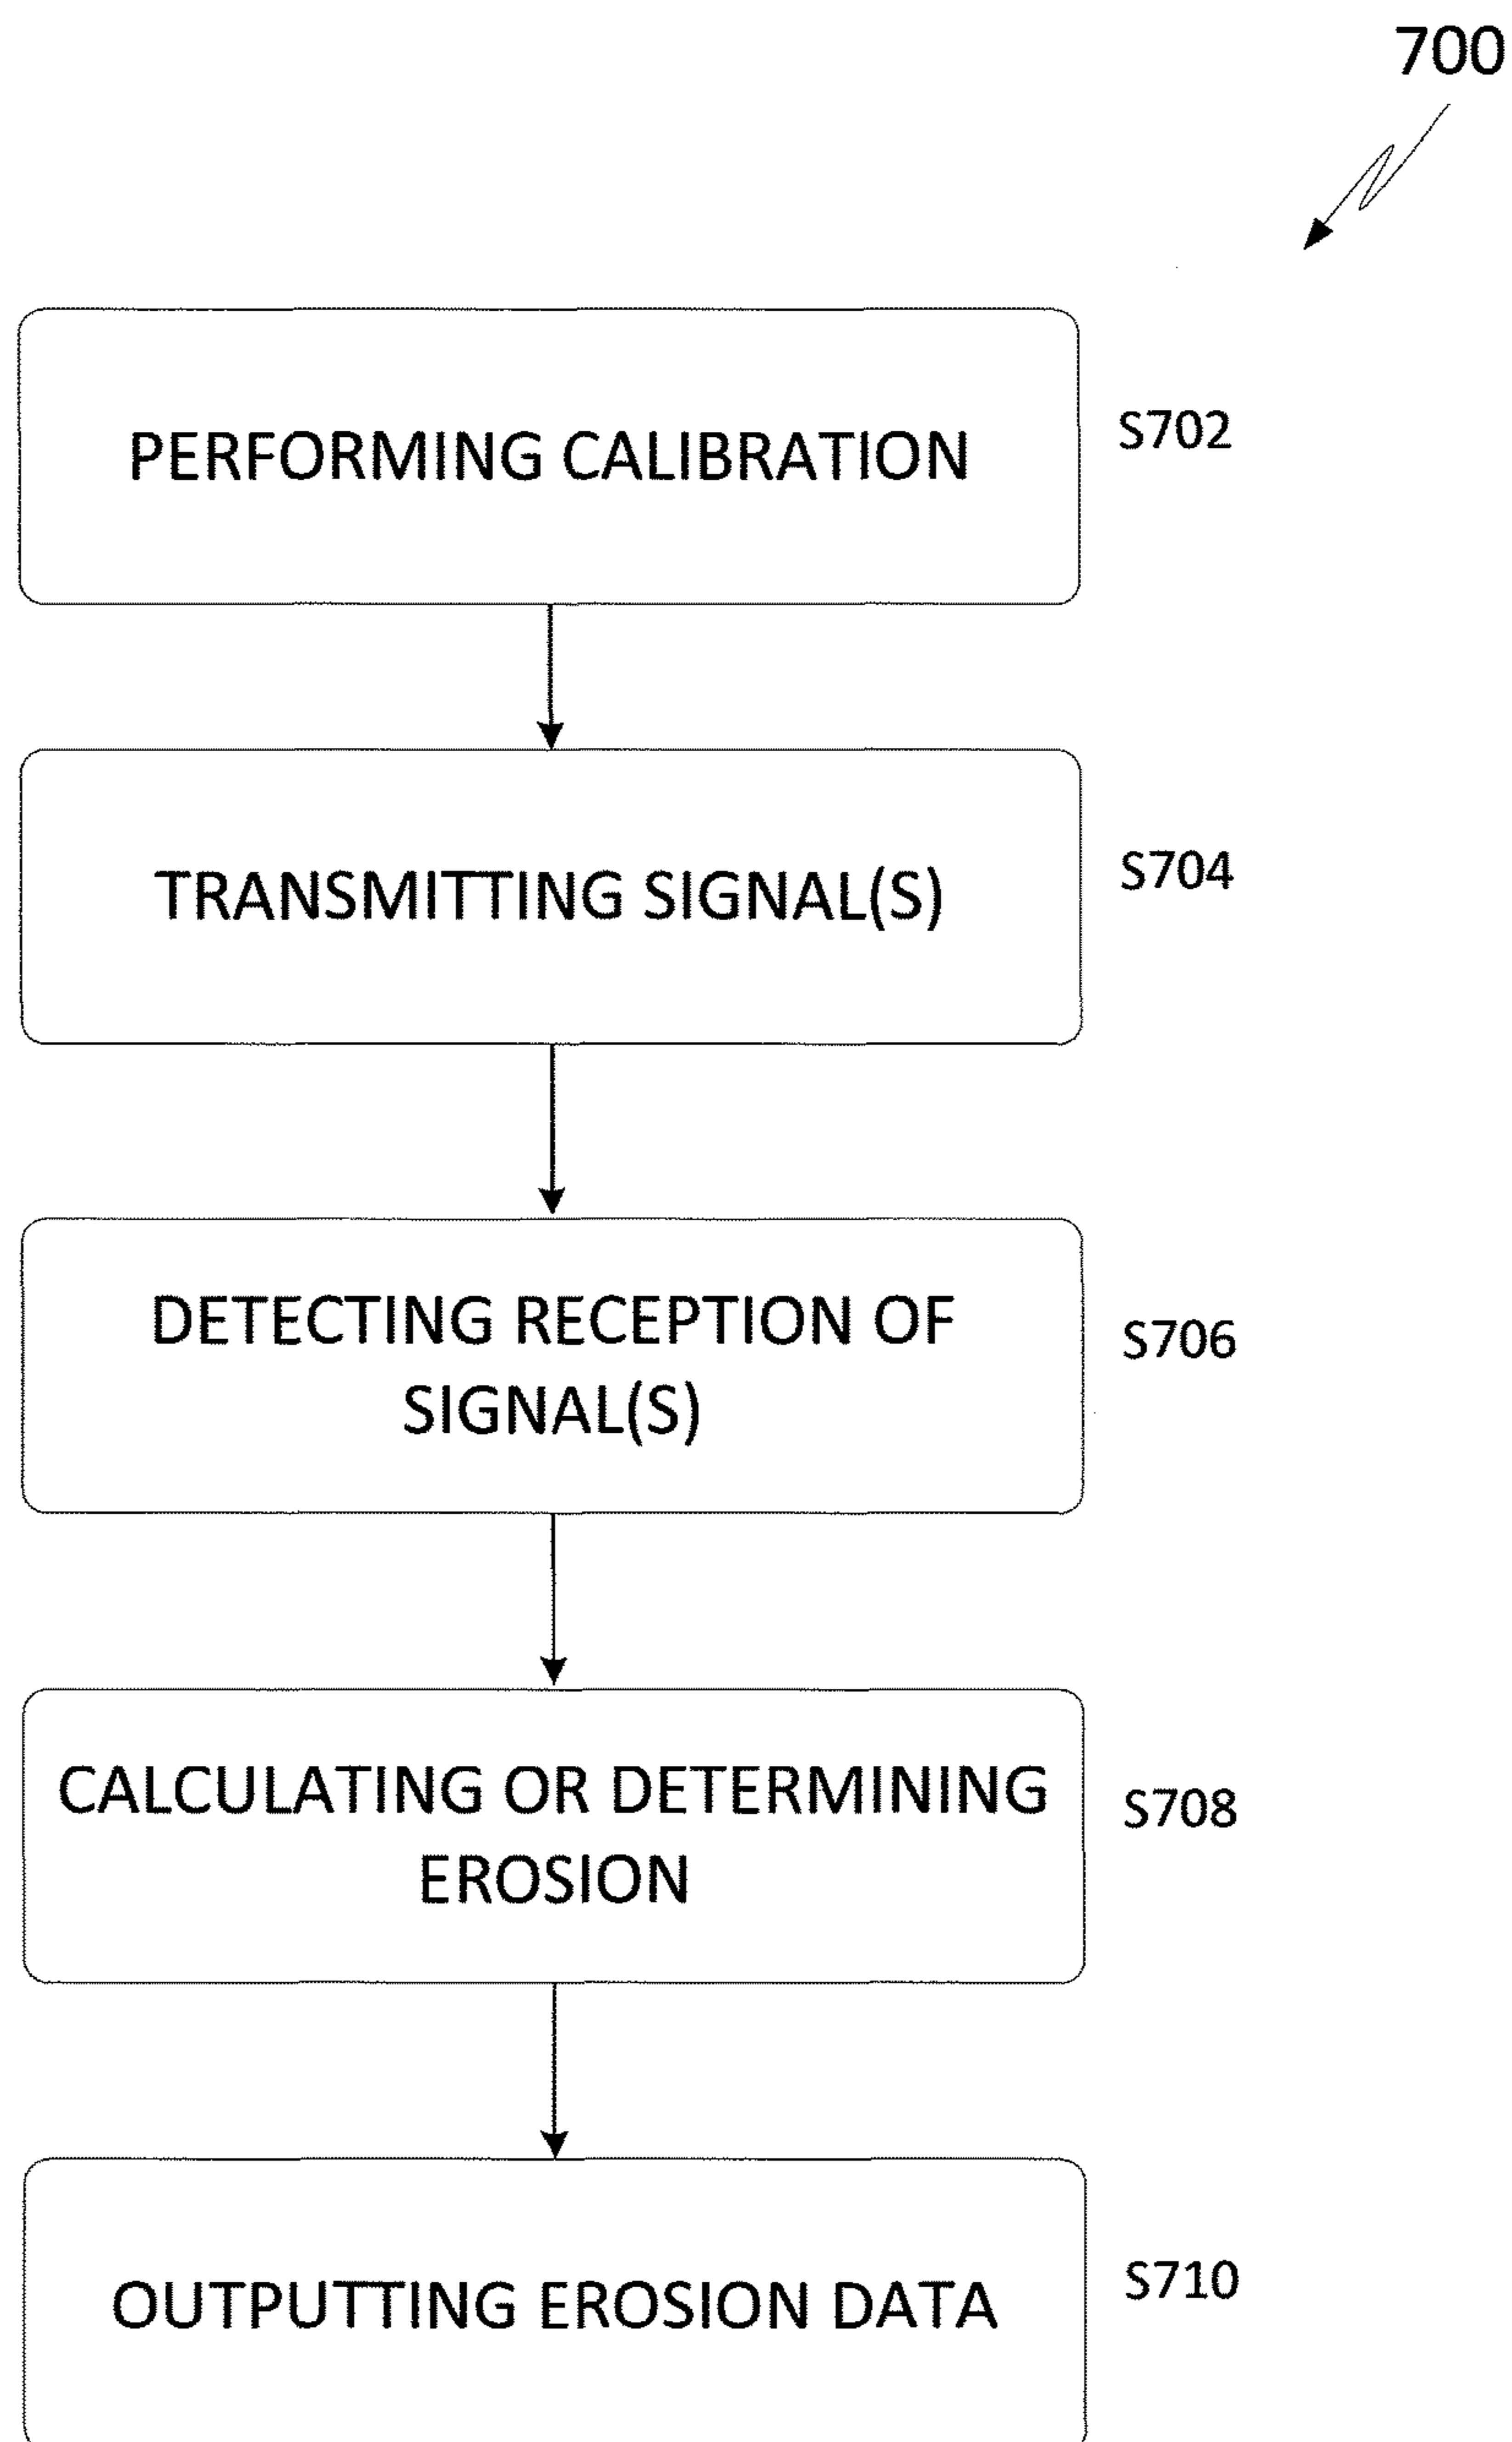 700
PERFORMING CALIBRATION
S702
TRANSMITTING SIGNAL(S)
S704
DETECTING RECEPTION OF
SIGNAL(S)
S706
CALCULATING OR DETERMINING
EROSION
S708
OUTPUTTING EROSION DATA
S710